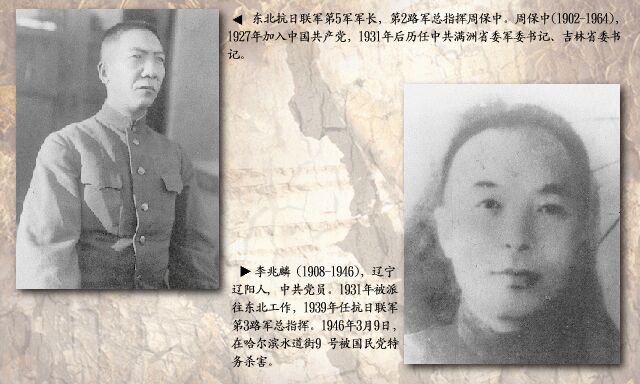 ◀ 东北抗日联军第5军军长，第2路军总指挥周保中。周保中(1902-1964)，
1927年加入中国共产党，1931年后历任中共满洲省委军委书记、吉林省委书
记。
▶ 李兆麟（1908-1946），辽宁
辽阳人，中共党员。1931年被派
往东北工作，1939年任抗日联军
第3路军总指挥。1946年3月9日，
在哈尔滨水道街9 号被国民党特
务杀害。